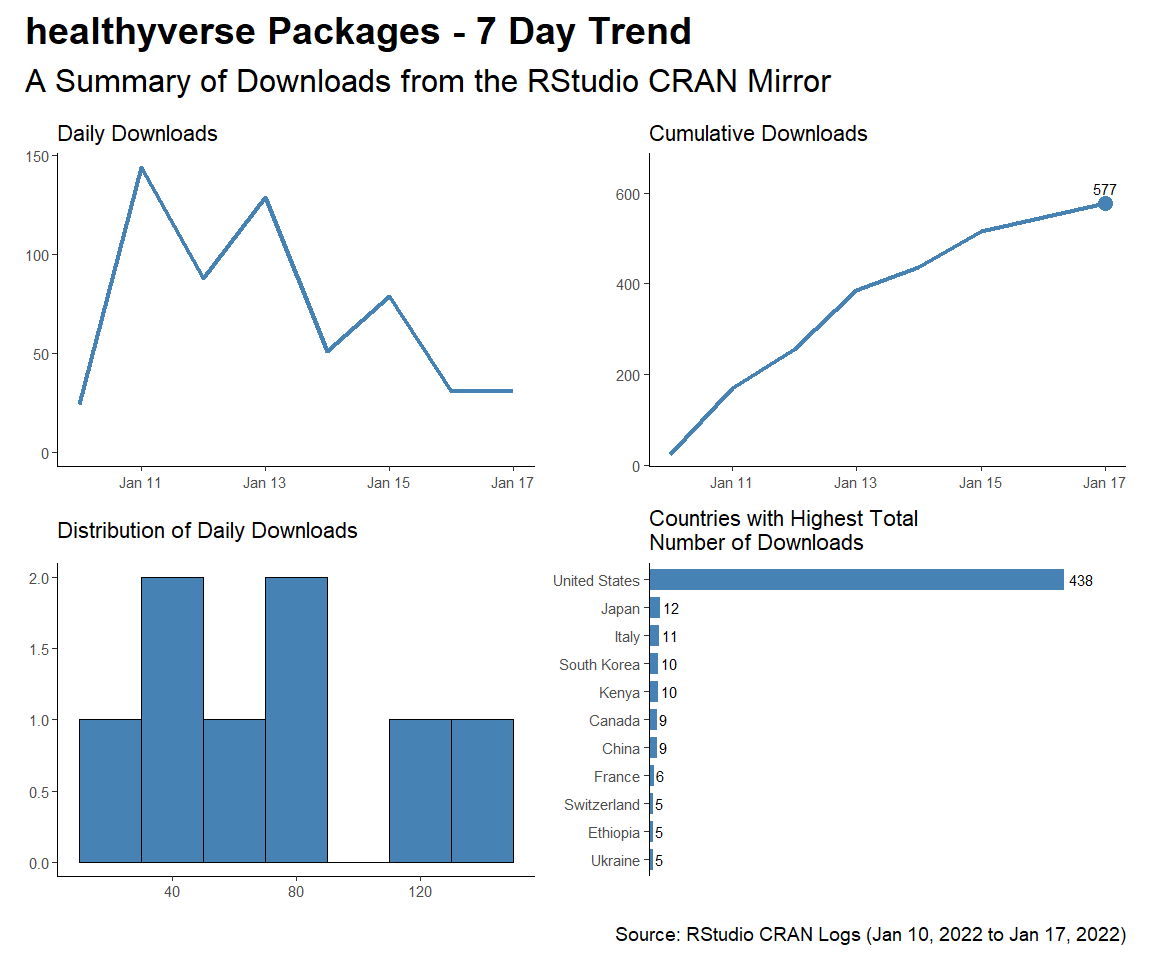 healthyverse Packages - 7 Day Trend
A Summary of Downloads from the RStudio CRAN Mirror
Daily Downloads
150
100
50
0
Jan 11 Jan 13 Jan 15 Jan 17
Cumulative Downloads
600
400
200
0
577
Jan 11 Jan 13 Jan 15 Jan 17
Distribution of Daily Downloads
2.0
1.5
1.0
0.5
0.0
40 80 120
Countries with Highest Total
Number of Downloads
United States 438
Japan 12
Italy 11
South Korea 10
Kenya 10
Canada 9
China 9
France 6
Switzerland 5
Ethiopia 5
Ukraine 5
Source: RStudio CRAN Logs (Jan 10, 2022 to Jan 17, 2022)